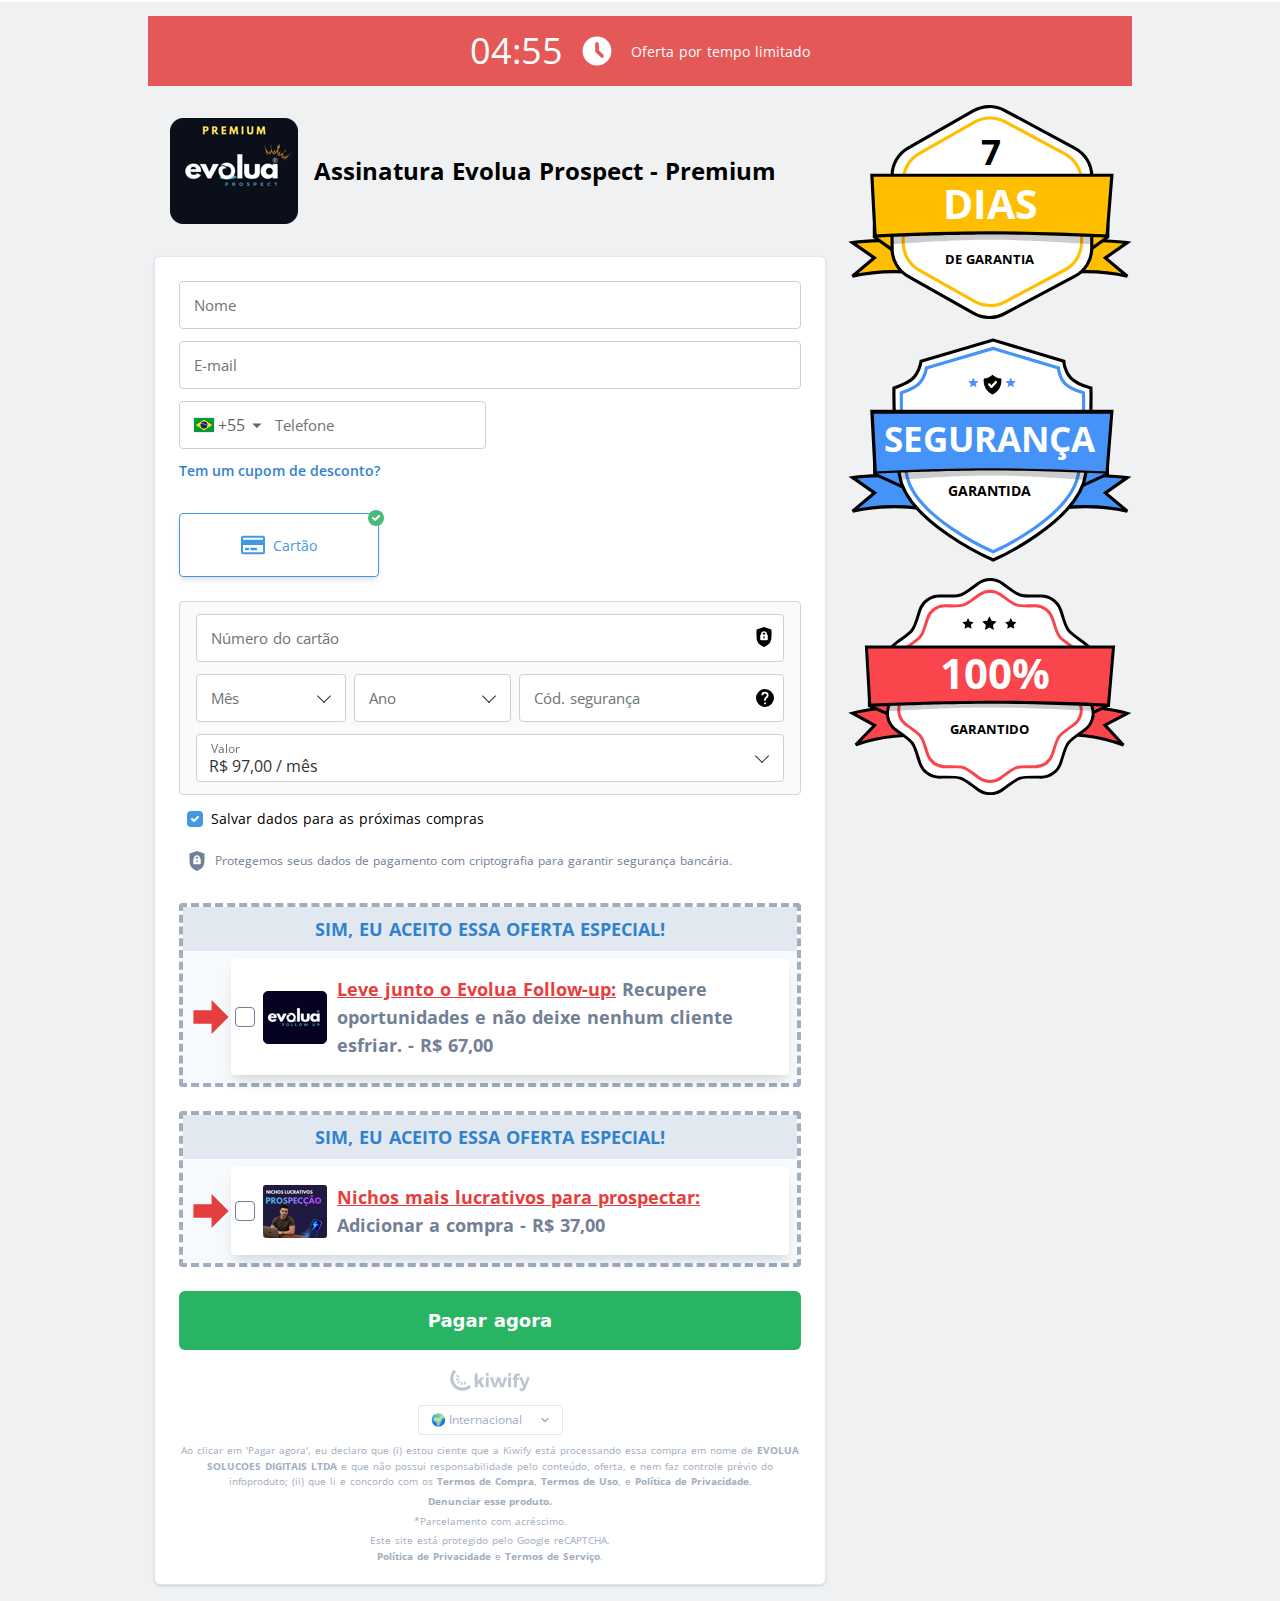 04:55 Oferta por tempo limitado
PREMIUM
evolua
PROSPECT
Assinatura Evolua Prospect - Premium
7
DIAS
DE GARANTIA
Nome
E-mail
+55 Telefone
Tem um cupom de desconto?
SEGURANÇA
GARANTIDA
Cartão
Número do cartão
Mês Ano Cód. segurança
Valor
R$ 97,00 / mês
100%
GARANTIDO
Salvar dados para as próximas compras
Protegemos seus dados de pagamento com criptografia para garantir segurança bancária.
SIM, EU ACEITO ESSA OFERTA ESPECIAL!
evolua
FOLLOW UP
Leve junto o Evolua Follow-up: Recupere
oportunidades e não deixe nenhum cliente
esfriar. - R$ 67,00
SIM, EU ACEITO ESSA OFERTA ESPECIAL!
NICHOS LUCRATIVOS
PROSPECÇÃO
Nichos mais lucrativos para prospectar:
Adicionar a compra - R$ 37,00
Pagar agora
kiwify
Internacional
Ao clicar em 'Pagar agora', eu declaro que (i) estou ciente que a Kiwify está processando essa compra em nome de EVOLUA
SOLUCOES DIGITAIS LTDA e que não possui responsabilidade pelo conteúdo, oferta, e nem faz controle prévio do
infoproduto; (ii) que li e concordo com os Termos de Compra, Termos de Uso, e Política de Privacidade.
Denunciar esse produto.
*Parcelamento com acréscimo.
Este site está protegido pelo Google reCAPTCHA.
Política de Privacidade e Termos de Serviço.